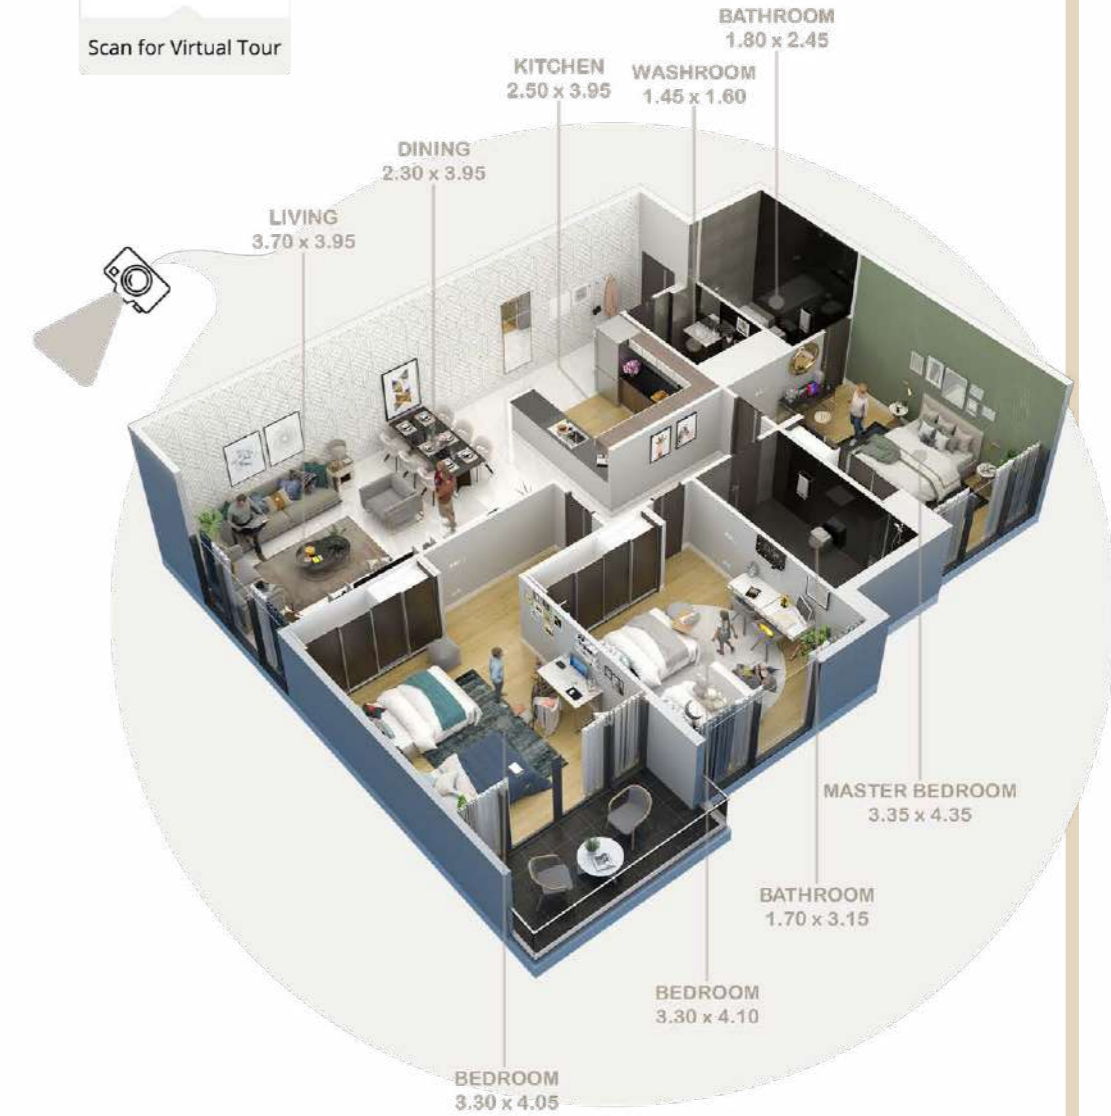 Scan for Virtual Tour
BATHROOM
1.80 x 2.45
KITCHEN
2.50 x 3.95
WASHROOM
1.45 x 1.60
DINING
2.30 x 3.95
LIVING
3.70 x 3.95
MASTER BEDROOM
3.35 x 4.35
BATHROOM
1.70 x 3.15
BEDROOM
3.30 x 4.10
BEDROOM
3.30 x 4.05